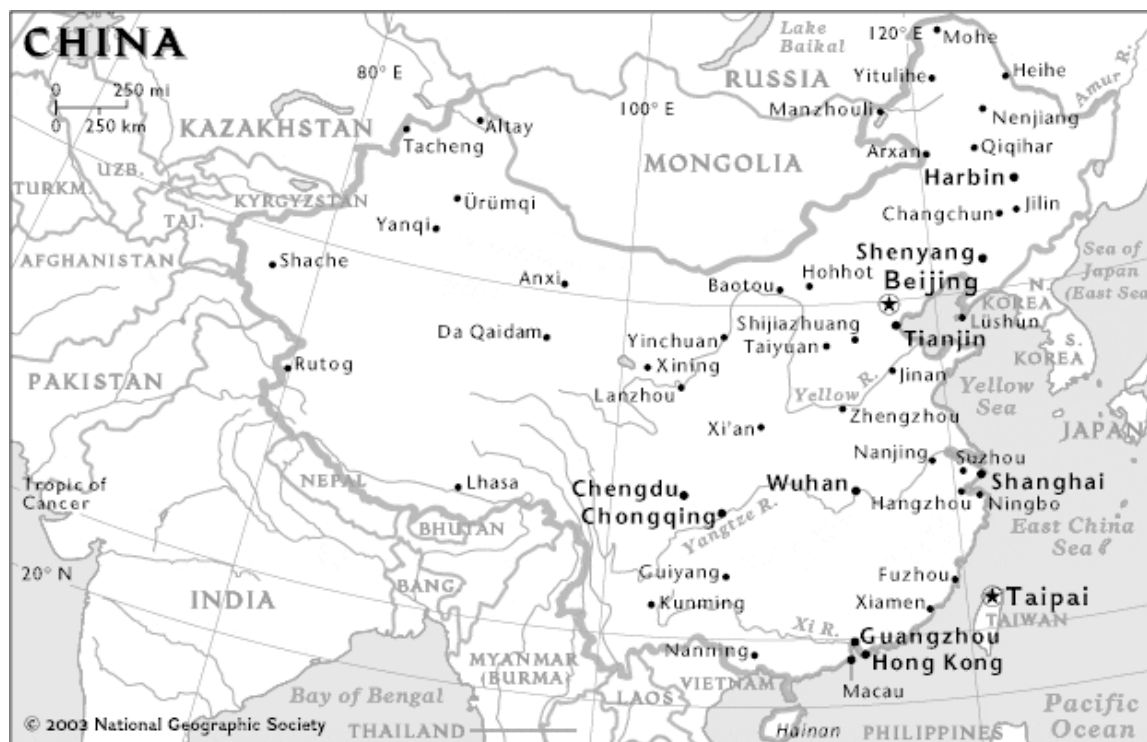 CHINA
0 250 mi
0 250 km
80° E
100° E
120° E
Lake
Baikal
Mohe
RUSSIA
Yitulihe
Heihe
Amur R.
KAZAKHSTAN
Altay
Tacheng
Manzhouli
Nenjiang
MONGOLIA
Arxan
Qiqihar
UZB.
TURKM.
KYRGYZSTAN
Harbin
TAJ.
Ürümqi
Yanqi
Changchun
Jilin
AFGHANISTAN
Shache
Shenyang
Sea of
Japan
(East Sea)
Anxi
Baotou
Hohhot
Beijing
N.
KOREA
Da Qaidam
Yinchuan
Shijiazhuang
Taiyuan
Lüshun
Tianjin
S.
KOREA
PAKISTAN
Rutog
Xining
Lanzhou
Yellow R.
Jinan
Yellow
Sea
Zhengzhou
Xi'an
JAPAN
Nanjing
Suzhou
Tropic of
Cancer
NEPAL
Lhasa
Chengdu
Wuhan
Shanghai
Hangzhou
Ningbo
Chongqing
Yangtze R.
BHUTAN
East China
Sea
20° N
BANG.
Guiyang
Fuzhou
INDIA
Kunming
Xiamen
Taipai
TAIWAN
Xi R.
Guangzhou
Nanning
Hong Kong
MYANMAR
(BURMA)
Macau
Bay of Bengal
LAOS
VIETNAM
Pacific
Ocean
© 2003 National Geographic Society
THAILAND
Hainan
PHILIPPINES